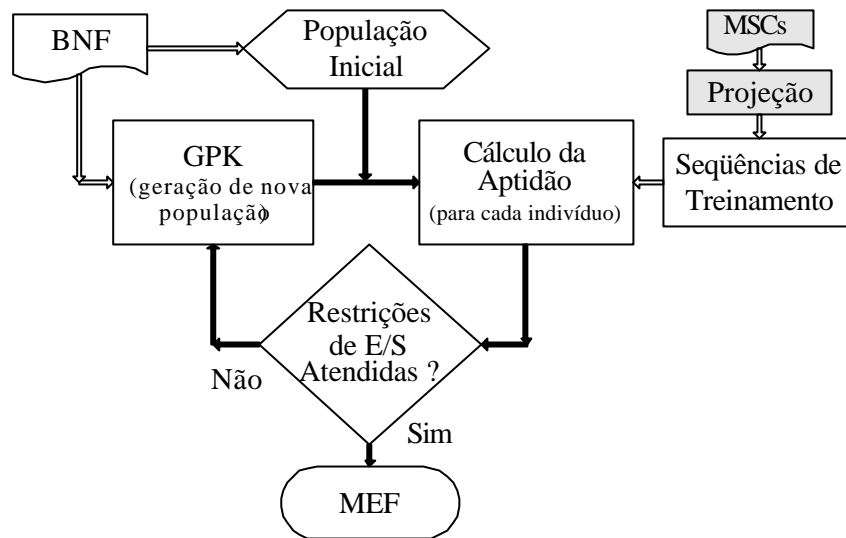 BNF
População
Inicial
MSCs
Projeção
GPK
(geração de nova
população)
Cálculo da
Aptidão
(para cada indivíduo)
Seqüências de
Treinamento
Restrições
de E/S
Atendidas ?
Não
Sim
MEF